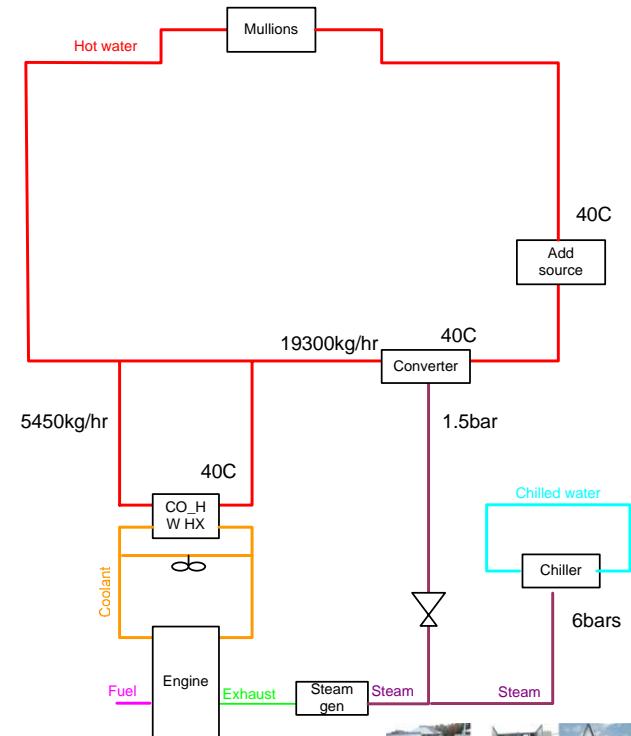 Mullions
Hot water
40C
Add
source
19300kg/hr
40C
Converter
5450kg/hr
1.5bar
40C
CO_H
W HX
Chilled water
Chiller
Coolant
6bars
Engine
Fuel
Exhaust
Steam
gen
Steam
Steam